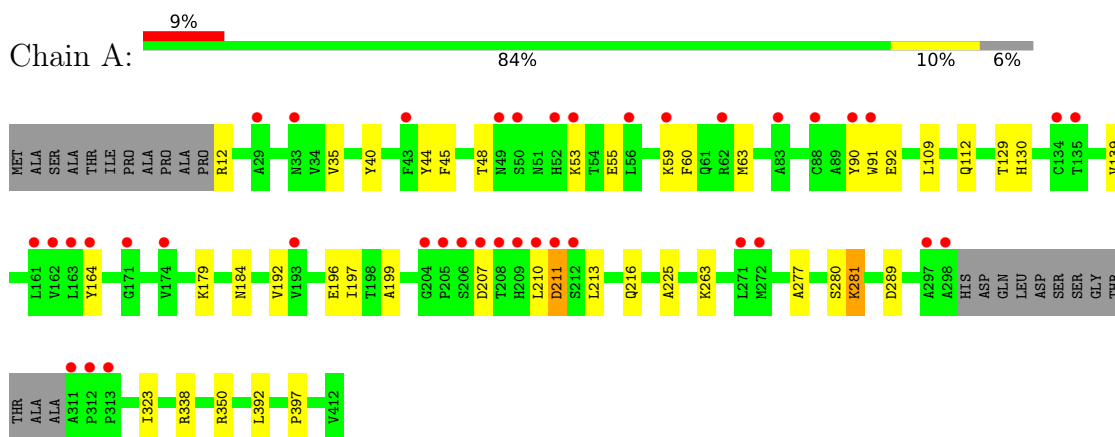 9%
Chain A:
84% 10% 6%
MET ALA SER ALA THR ILE PRO ALA PRO ALA PRO R12 A29 N33 V34 V35 Y40 F43 Y44 F45 T48 N49 S50 N51 H52 K53 T54 E55 L56 K59 F60 Q61 R62 M63 A83 C88 A89 Y90 W91 E92 L109 Q112 T129 H130 C134 T135 V139
L161 V162 L163 Y164 G171 V174 K179 N184 V192 V193 E196 I197 T198 A199 G204 P205 S206 D207 T208 H209 L210 D211 S212 L213 Q216 A225 K263 L271 M272 A277 S280 K281 D289 A297 A298 HIS ASP GLN LEU ASP SER SER GLY THR
THR ALA ALA A311 P312 P313 I323 R338 R350 L392 P397 V412